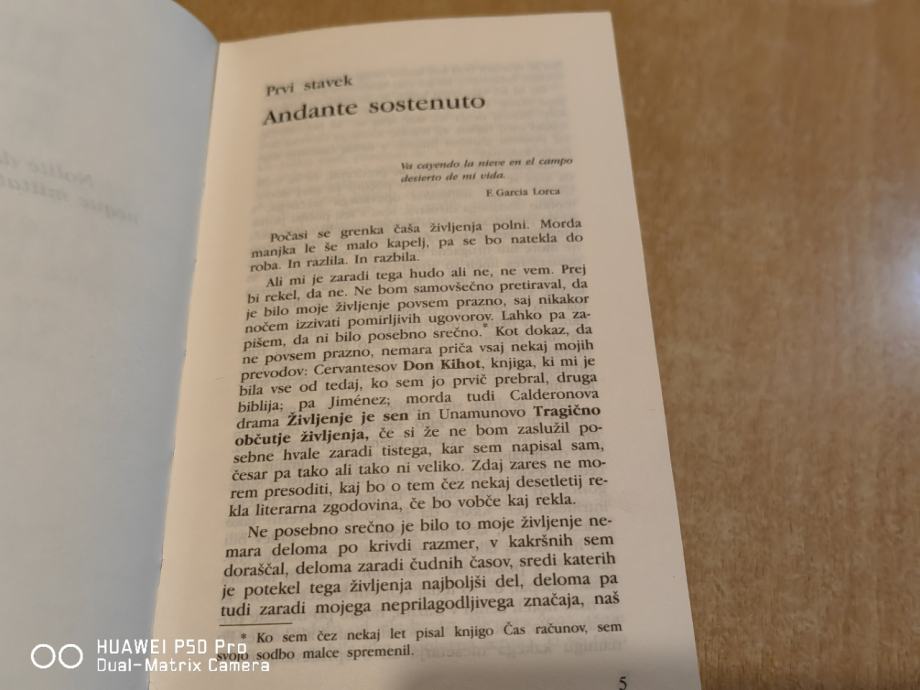 Prvi stavek
Andante sostenuto
Va cayendo la nieve en el campo
desierto de mi vida.
F. Garcia Lorca
Počasi se grenka čaša življenja polni. Morda
manjka le še malo kapelj, pa se bo natekla do
roba. In razlila. In razbila.
Ali mi je zaradi tega hudo ali ne, ne vem. Prej
bi rekel, da ne. Ne bom samovšečno pretiraval, da
je bilo moje življenje povsem prazno, saj nikakor
nočem izzivati pomirljivih ugovorov. Lahko pa za-
pišem, da ni bilo posebno srečno.* Kot dokaz, da
ne povsem prazno, nemara priča vsaj nekaj mojih
prevodov: Cervantesov Don Kihot, knjiga, ki mi je
bila vse od tedaj, ko sem jo prvič prebral, druga
biblija; pa Jiménez; morda tudi Calderonova
drama Življenje je sen in Unamunovo Tragično
občutje življenja, če si že ne bom zaslužil po-
sebne hvale zaradi tistega, kar sem napisal sam,
česar pa tako ali tako ni veliko. Zdaj zares ne mo-
rem presoditi, kaj bo o tem čez nekaj desetletij re-
kla literarna zgodovina, če bo vobče kaj rekla.
Ne posebno srečno je bilo to moje življenje ne-
mara deloma po krivdi razmer, v kakršnih sem
doraščal, deloma zaradi čudnih časov, sredi katerih
je potekel tega življenja najboljši del, deloma pa
tudi zaradi mojega neprilagodljivega značaja, naš
* Ko sem čez nekaj let pisal knjigo Čas računov, sem
svojo sodbo malce spremenil.
5
HUAWEI P50 Pro
Dual-Matrix Camera